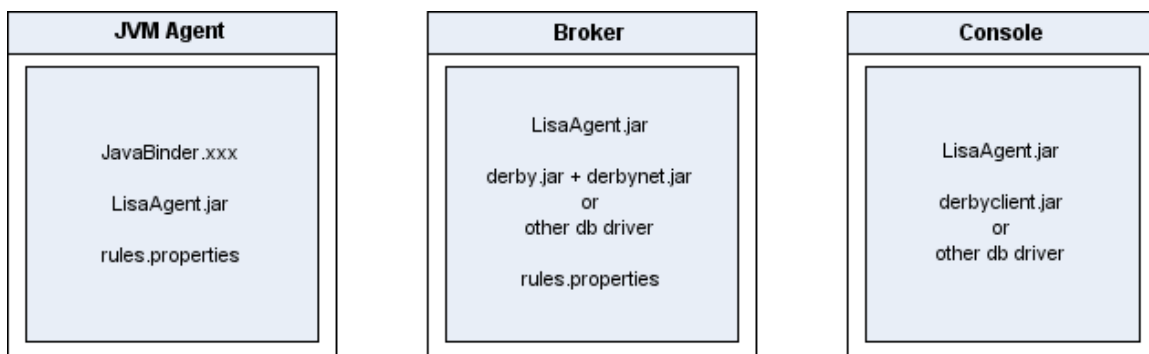 JVM Agent
JavaBinder.xxx
LisaAgent.jar
rules.properties
Broker
LisaAgent.jar
derby.jar + derbynet.jar
or
other db driver
rules.properties
Console
LisaAgent.jar
derbyclient.jar
or
other db driver